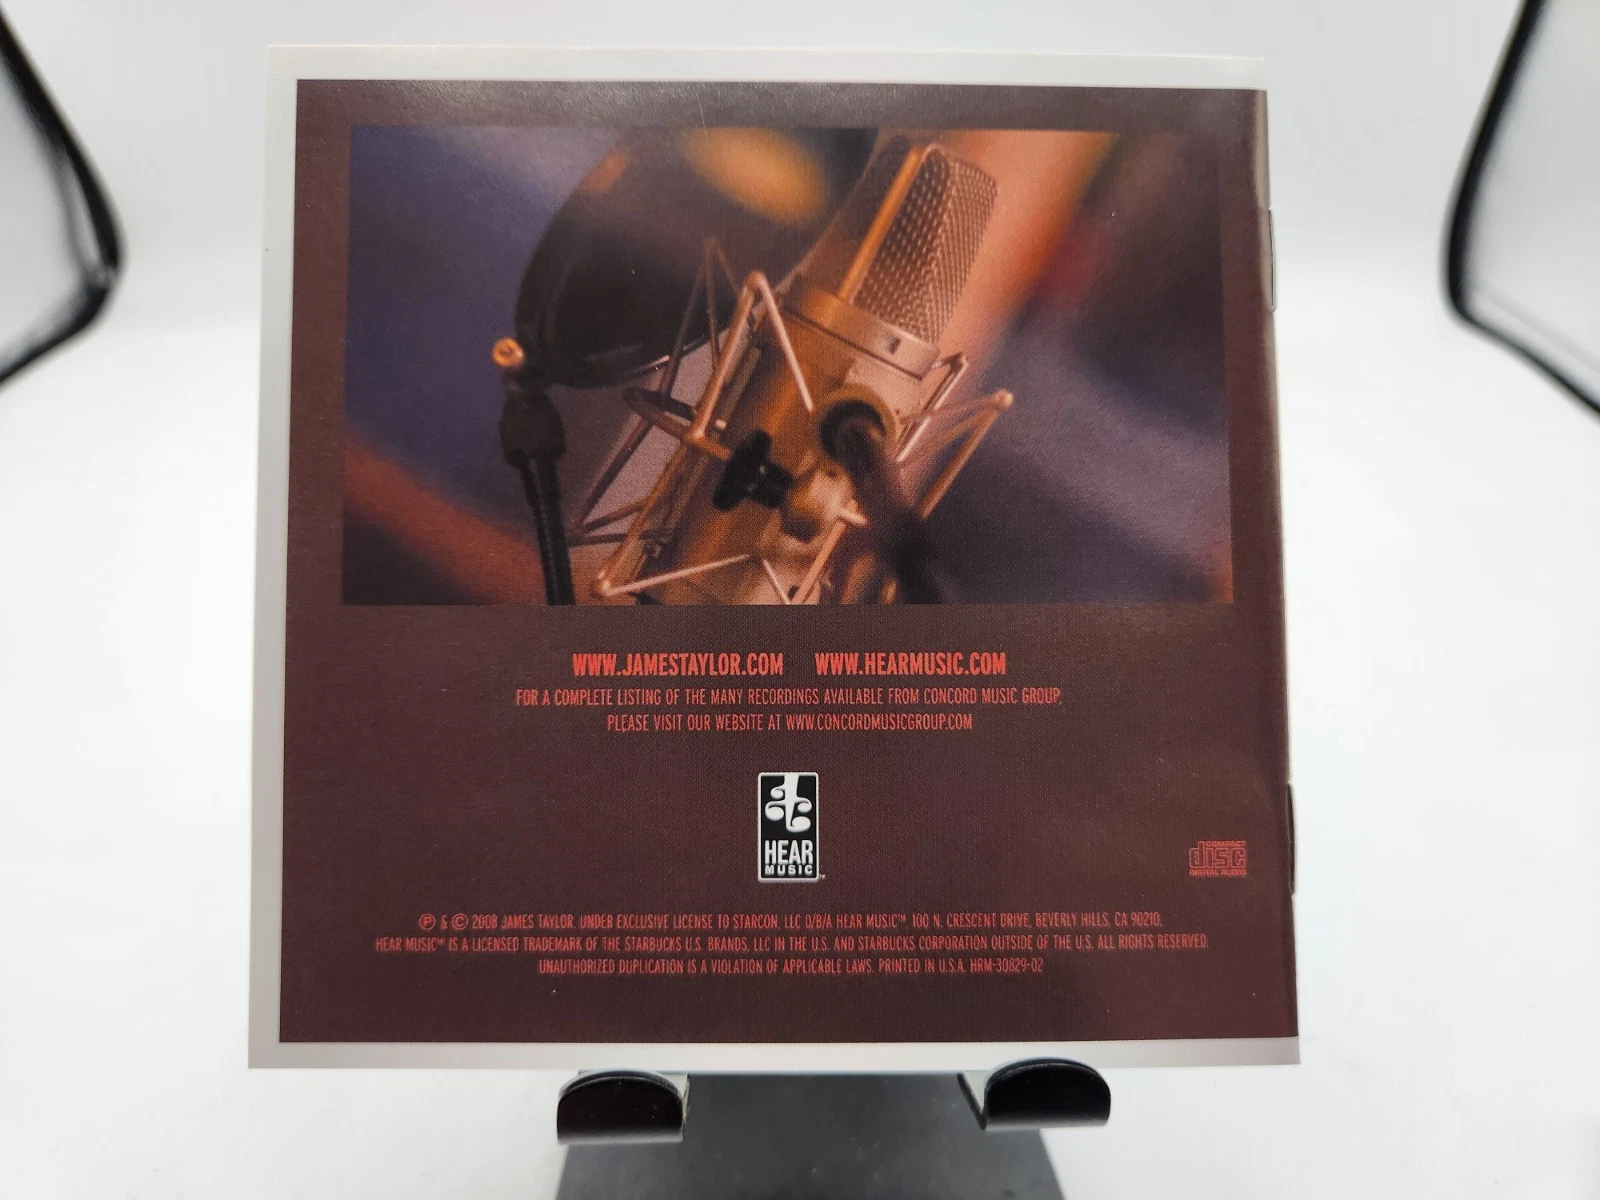 WWW.JAMESTAYLOR.COM WWW.HEARMUSIC.COM
FOR A COMPLETE LISTING OF THE MANY RECORDINGS AVAILABLE FROM CONCORD MUSIC GROUP,
PLEASE VISIT OUR WEBSITE AT WWW.CONCORDMUSICGROUP.COM
HEAR
MUSIC™
COMPACT
disc
DIGITAL AUDIO
℗ & © 2008 JAMES TAYLOR. UNDER EXCLUSIVE LICENSE TO STARCON, LLC D/B/A HEAR MUSIC™ 100 N. CRESCENT DRIVE, BEVERLY HILLS, CA 90210.
HEAR MUSIC™ IS A LICENSED TRADEMARK OF THE STARBUCKS U.S. BRANDS, LLC IN THE U.S. AND STARBUCKS CORPORATION OUTSIDE OF THE U.S. ALL RIGHTS RESERVED.
UNAUTHORIZED DUPLICATION IS A VIOLATION OF APPLICABLE LAWS. PRINTED IN U.S.A. HRM-30829-02